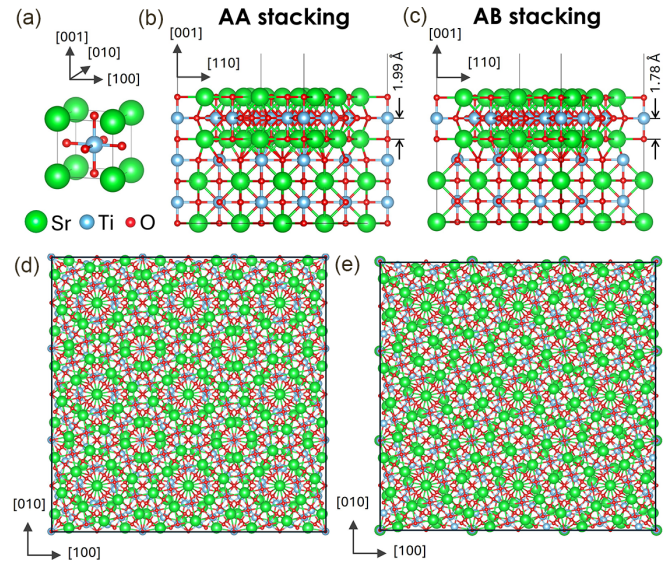 AA stacking
AB stacking
(a)
(b)
(c)
[001]
[010]
[100]
[001]
[110]
1.99 Å
[001]
[110]
1.78 Å
Sr
Ti
O
(d)
(e)
[010]
[100]
[010]
[100]